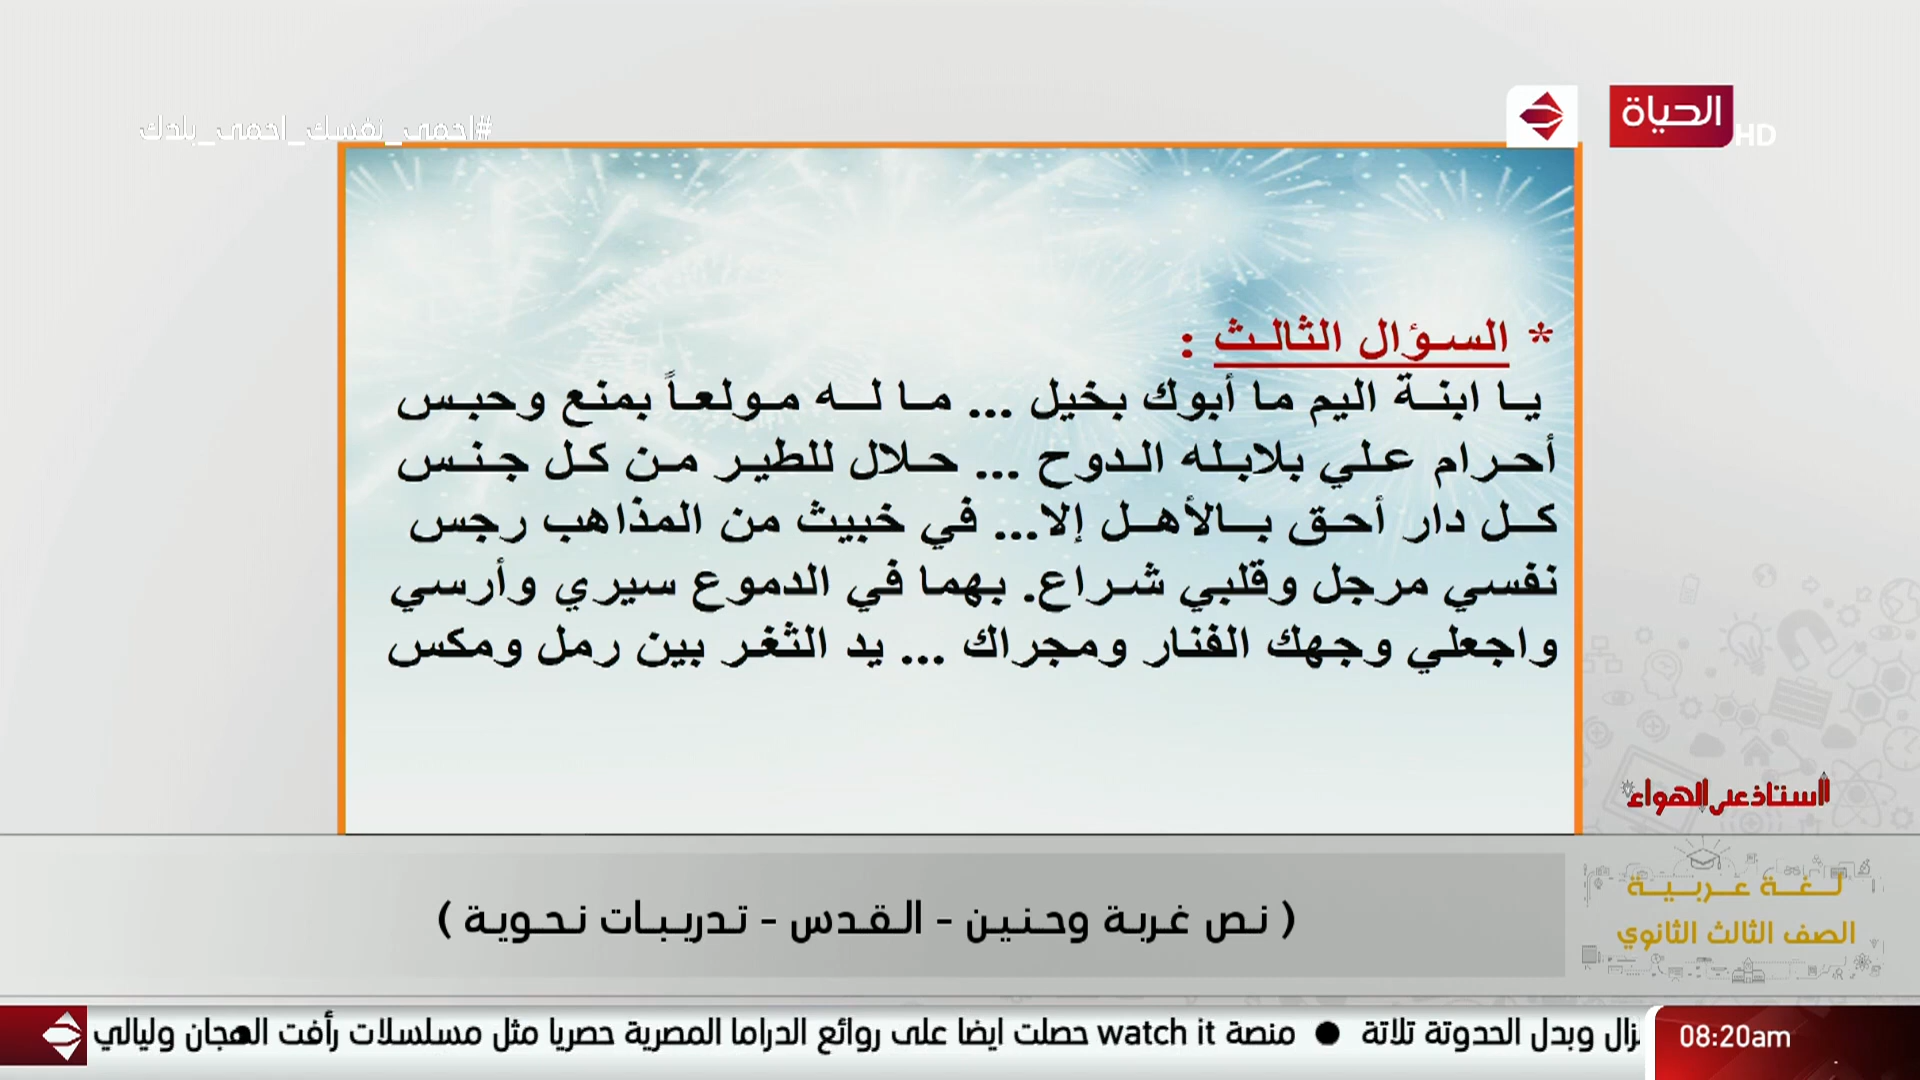 الحياة
HD
#احمى_نفسك_احمى_بلدك
* السؤال الثالث :
يا ابنة اليم ما أبوك بخيل ... ما له مولعاً بمنع وحبس
أحرام علي بلابله الدوح ... حلال للطير من كل جنس
كل دار أحق بالأهل إلا... في خبيث من المذاهب رجس
نفسي مرجل وقلبي شراع. بهما في الدموع سيري وأرسي
واجعلي وجهك الفنار ومجراك ... يد الثغر بين رمل ومكس
أستاذ على الهواء
لغة عربية
الصف الثالث الثانوي
( نص غربة وحنين - القدس - تدريبات نحوية )
نزال وبدل الحدوتة تلاتة ● منصة watch it حصلت ايضا على روائع الدراما المصرية حصريا مثل مسلسلات رأفت الهجان وليالي
08:20am